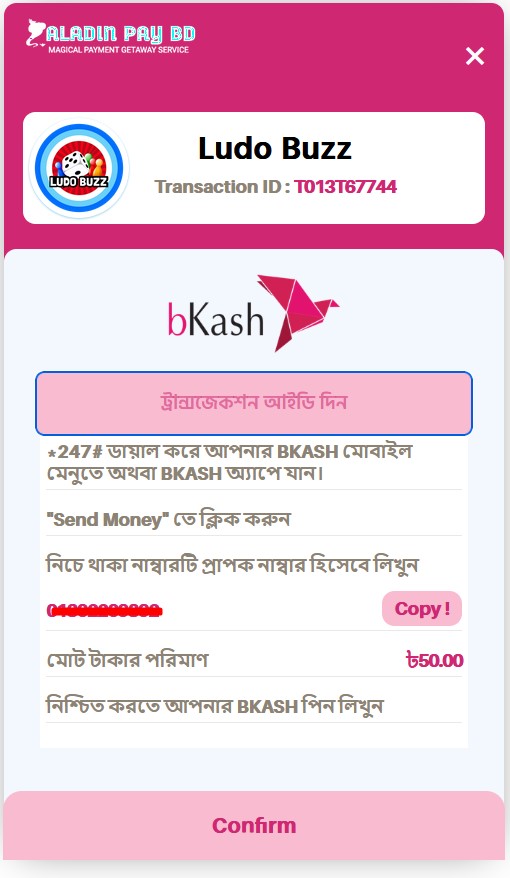 ALADIN PAY BD
MAGICAL PAYMENT GETAWAY SERVICE
×
LUDO BUZZ
Ludo Buzz
Transaction ID : T013T67744
bKash
ট্রান্সজেকশন আইডি দিন
*247# ডায়াল করে আপনার BKASH মোবাইল
মেনুতে অথবা BKASH অ্যাপে যান।
"Send Money" তে ক্লিক করুন
নিচে থাকা নাম্বারটি প্রাপক নাম্বার হিসেবে লিখুন
Copy !
মোট টাকার পরিমাণ ৳50.00
নিশ্চিত করতে আপনার BKASH পিন লিখুন
Confirm